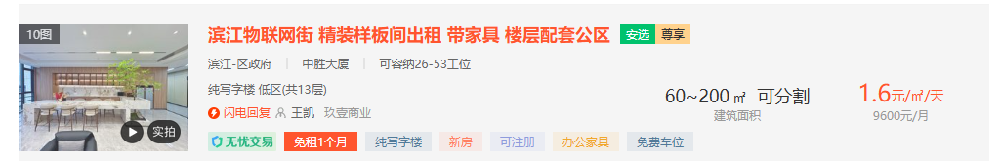 10图
实拍
滨江物联网街 精装样板间出租 带家具 楼层配套公区 安选 尊享
滨江-区政府 | 中胜大厦 | 可容纳26-53工位
纯写字楼 低区(共13层)
闪电回复 王凯 玖壹商业
无忧交易 免租1个月 纯写字楼 新房 可注册 办公家具 免费车位
60~200㎡ 可分割
建筑面积
1.6元/㎡/天
9600元/月